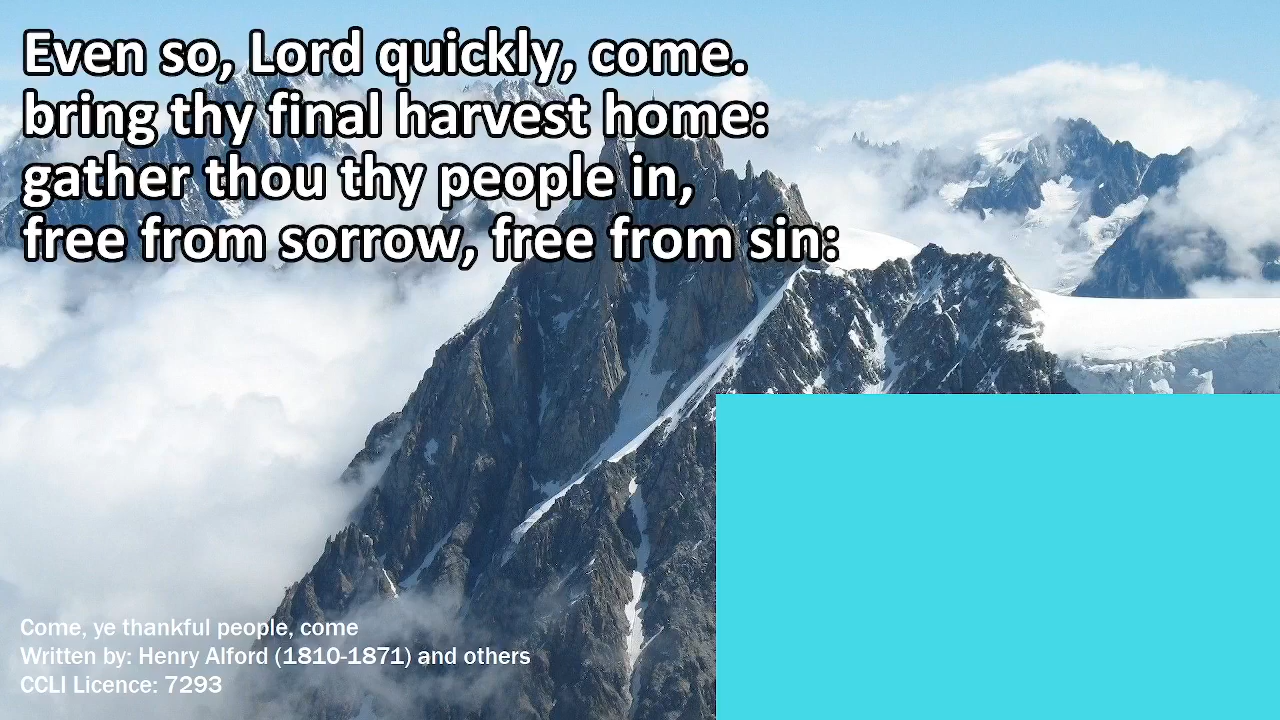 Even so, Lord quickly, come.
bring thy final harvest home:
gather thou thy people in,
free from sorrow, free from sin:
Come, ye thankful people, come
Written by: Henry Alford (1810-1871) and others
CCLI Licence: 7293